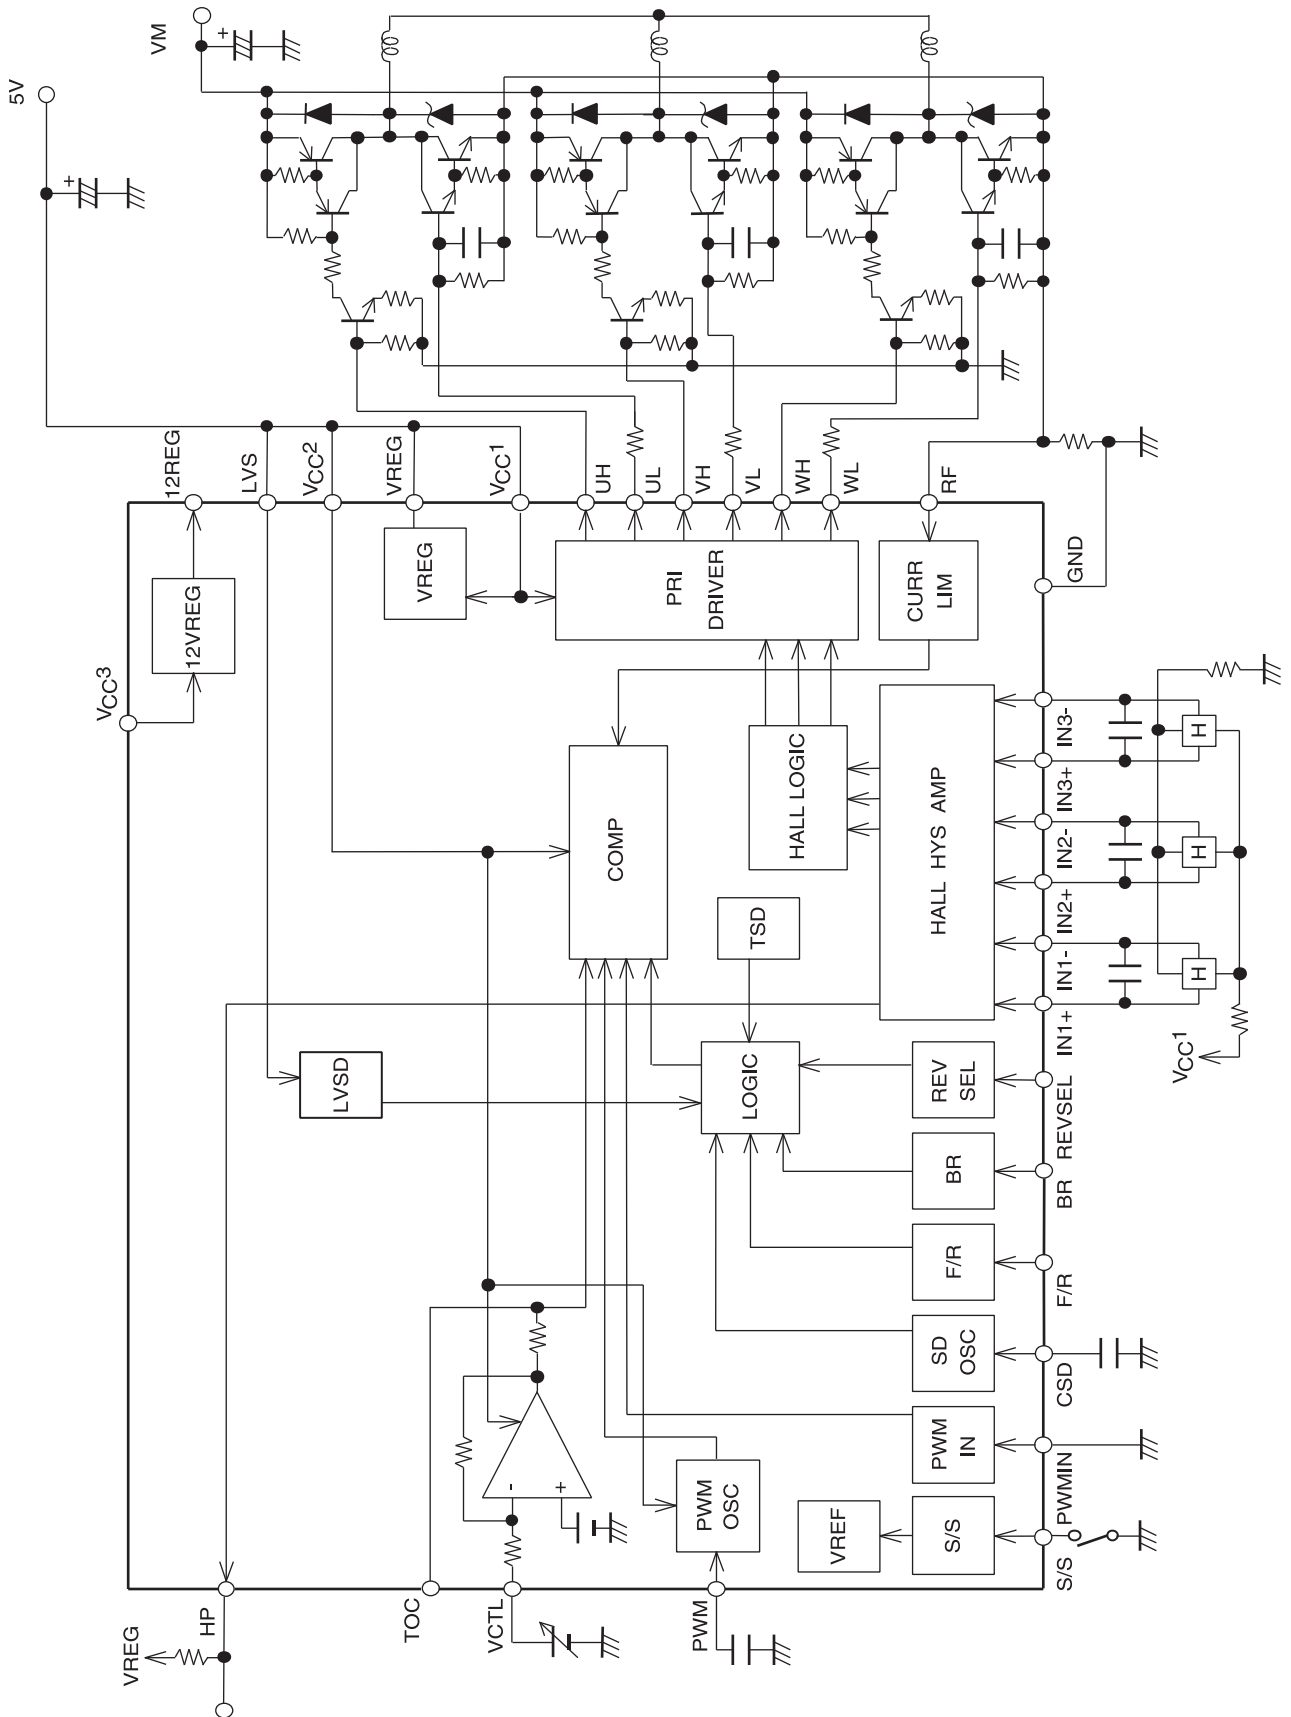 VM
+
5V
+
12REG
LVS
VCC2
VREG
VCC1
UH
UL
VH
VL
WH
WL
RF
GND
12VREG
VREG
PRI
DRIVER
CURR
LIM
VCC3
COMP
HALL LOGIC
HALL HYS AMP
TSD
LVSD
LOGIC
REV
SEL
BR
F/R
SD
OSC
PWM
IN
S/S
VREF
PWM
OSC
-
+
IN3-
IN3+
IN2-
IN2+
IN1-
IN1+
H
H
H
VCC1
REVSEL
BR
F/R
CSD
PWMIN
S/S
VREG
HP
TOC
VCTL
PWM